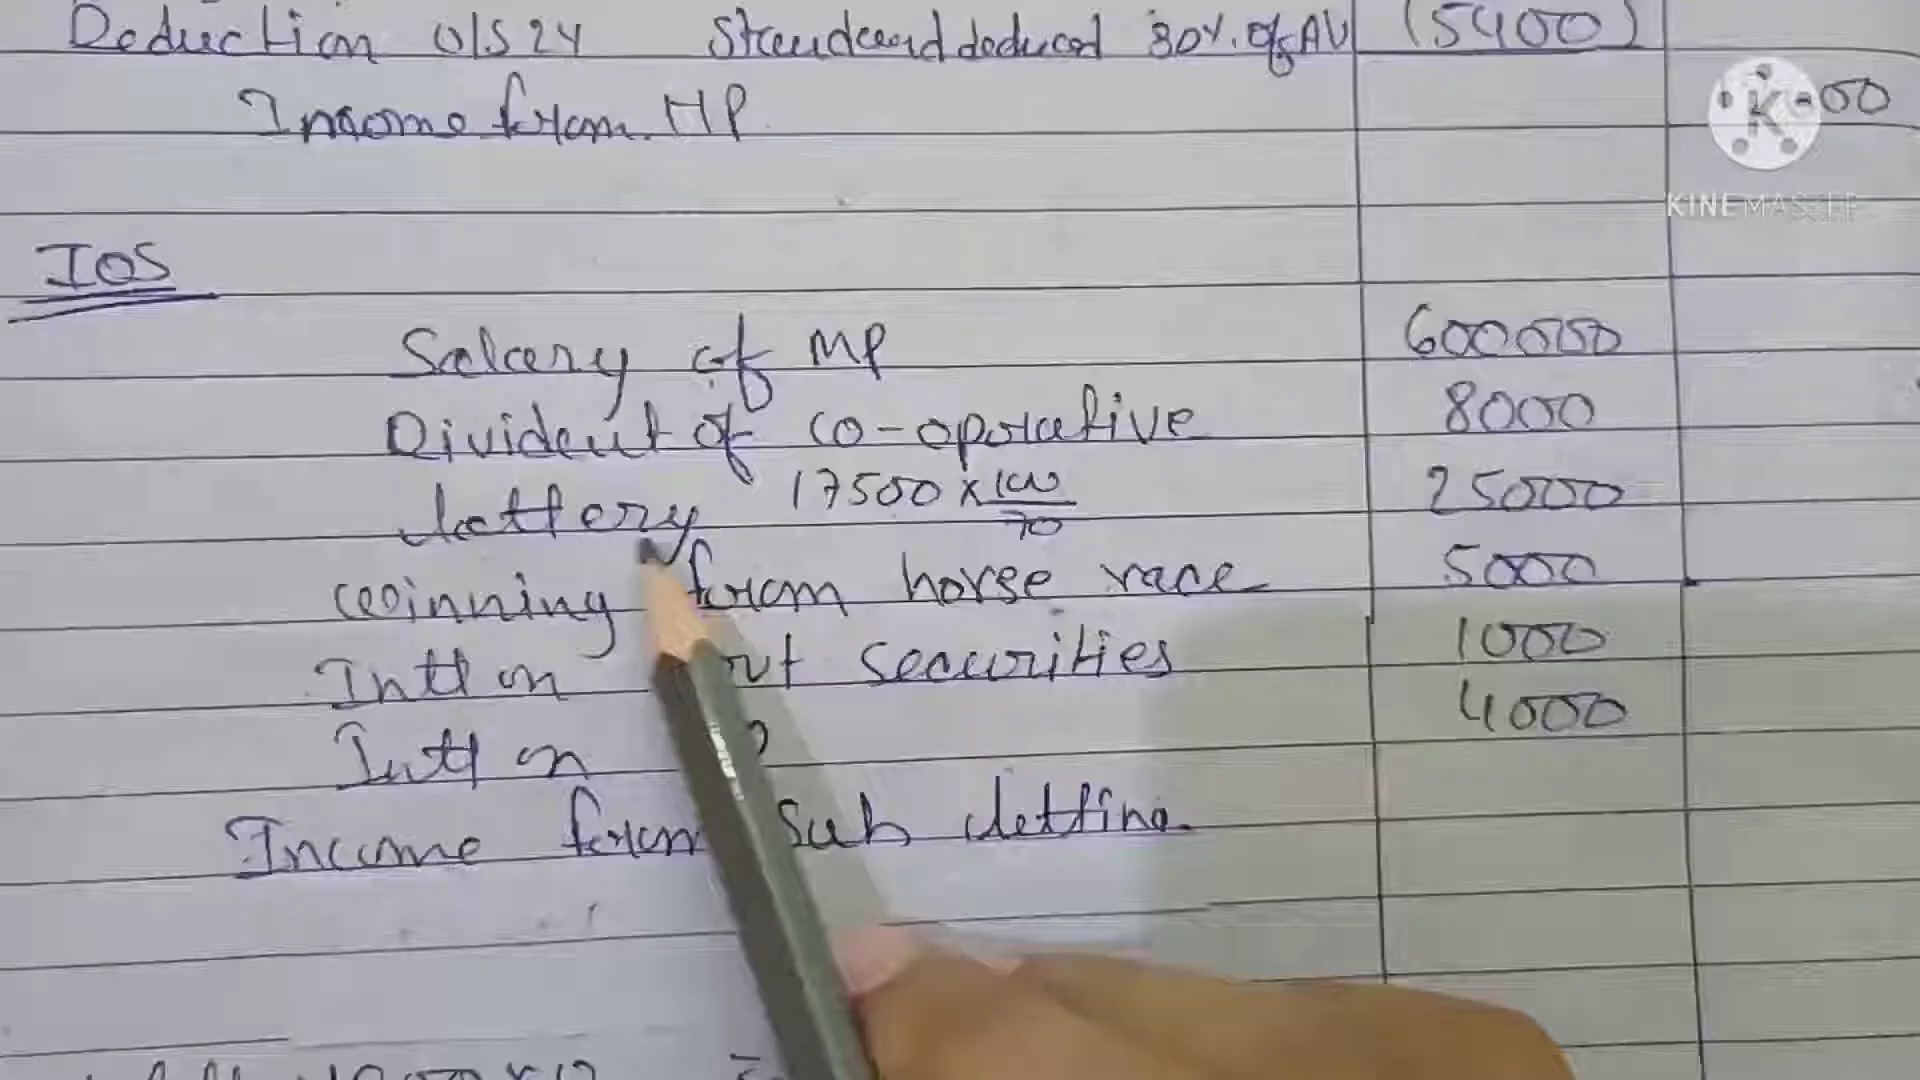 Deduction U/S 24 Standard deduced 30%. Of AV (5400)
Income from HP 00
K
KINEMASTER
IOS
Salary of MP 600000
Divident of co-oporative 8000
lottery 17500 x 100/70 25000
winning from horse race 5000
Intt on securities 1000
Intt on 4000
Income from Sub letting